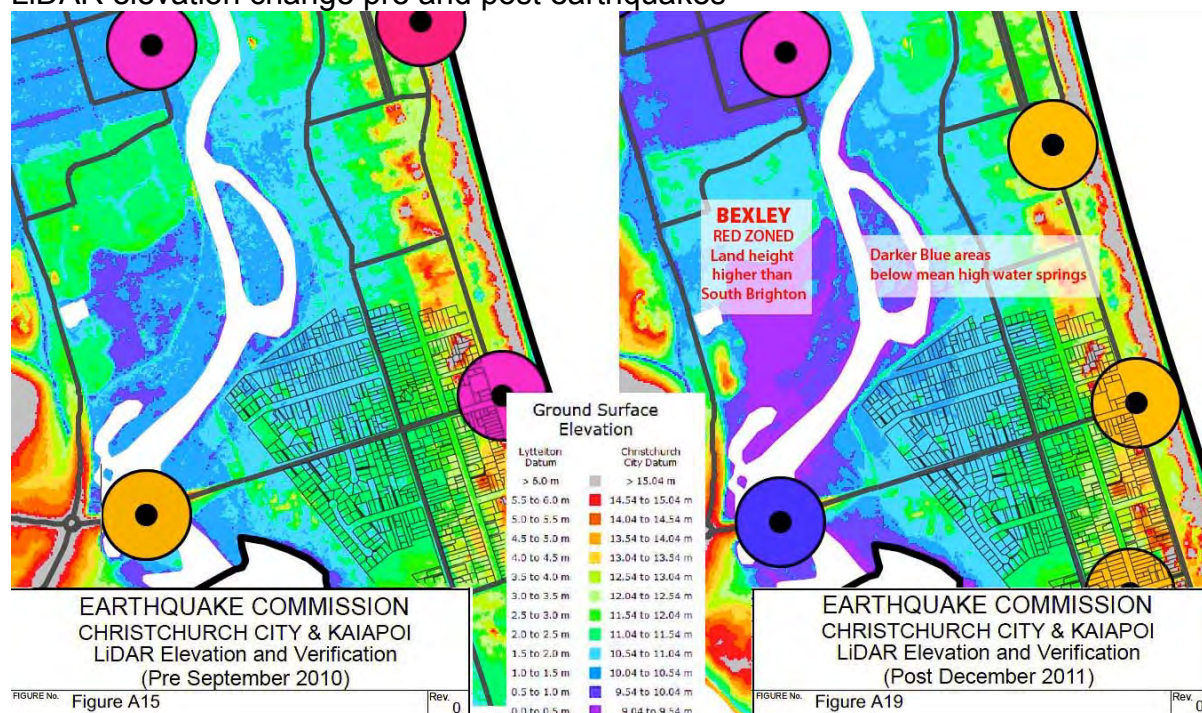 LiDAR elevation change pre and post earthquakes
BEXLEY
RED ZONED
Land height
higher than
South Brighton
Darker Blue areas
below mean high water springs
Ground Surface
Elevation
Lyttelton
Datum
Christchurch
City Datum
> 6.0 m > 15.04 m
5.5 to 6.0 m 14.54 to 15.04 m
5.0 to 5.5 m 14.04 to 14.54 m
4.5 to 5.0 m 13.54 to 14.04 m
4.0 to 4.5 m 13.04 to 13.54 m
3.5 to 4.0 m 12.54 to 13.04 m
3.0 to 3.5 m 12.04 to 12.54 m
2.5 to 3.0 m 11.54 to 12.04 m
2.0 to 2.5 m 11.04 to 11.54 m
1.5 to 2.0 m 10.54 to 11.04 m
1.0 to 1.5 m 10.04 to 10.54 m
0.5 to 1.0 m 9.54 to 10.04 m
0.0 to 0.5 m 9.04 to 9.54 m
EARTHQUAKE COMMISSION
CHRISTCHURCH CITY & KAIAPOI
LiDAR Elevation and Verification
(Pre September 2010)
FIGURE No. Figure A15 Rev. 0
EARTHQUAKE COMMISSION
CHRISTCHURCH CITY & KAIAPOI
LiDAR Elevation and Verification
(Post December 2011)
FIGURE No. Figure A19 Rev. 0